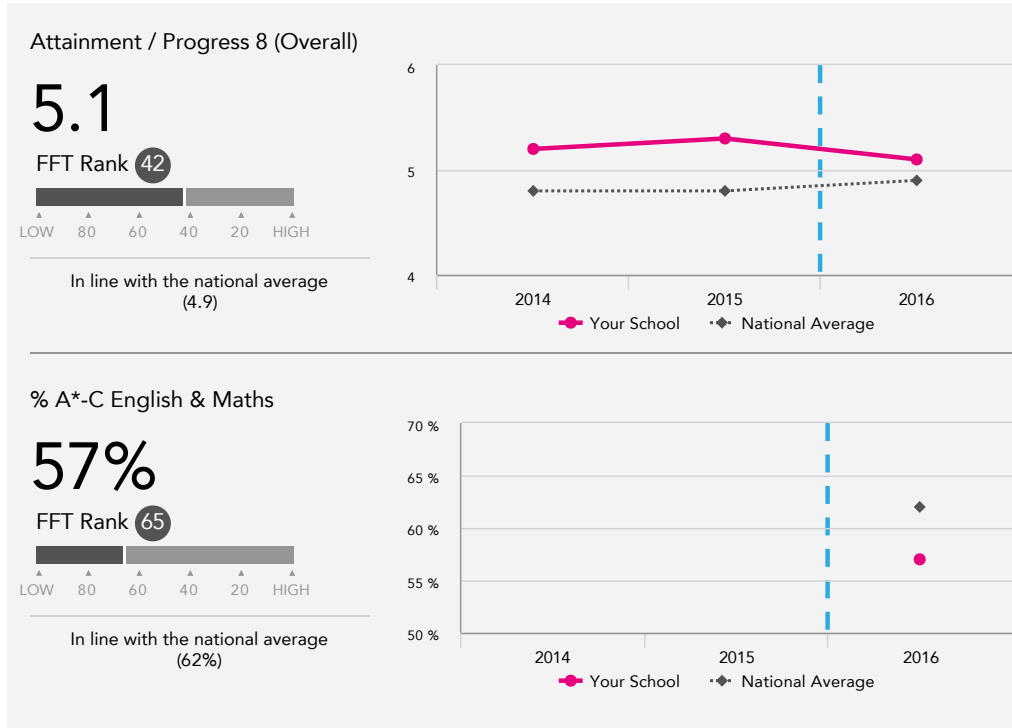 Attainment / Progress 8 (Overall)
5.1
FFT Rank 42
LOW 80 60 40 20 HIGH
In line with the national average
(4.9)
6
5
4
2014 2015 2016
Your School National Average
% A*-C English & Maths
57%
FFT Rank 65
LOW 80 60 40 20 HIGH
In line with the national average
(62%)
70 %
65 %
60 %
55 %
50 %
2014 2015 2016
Your School National Average